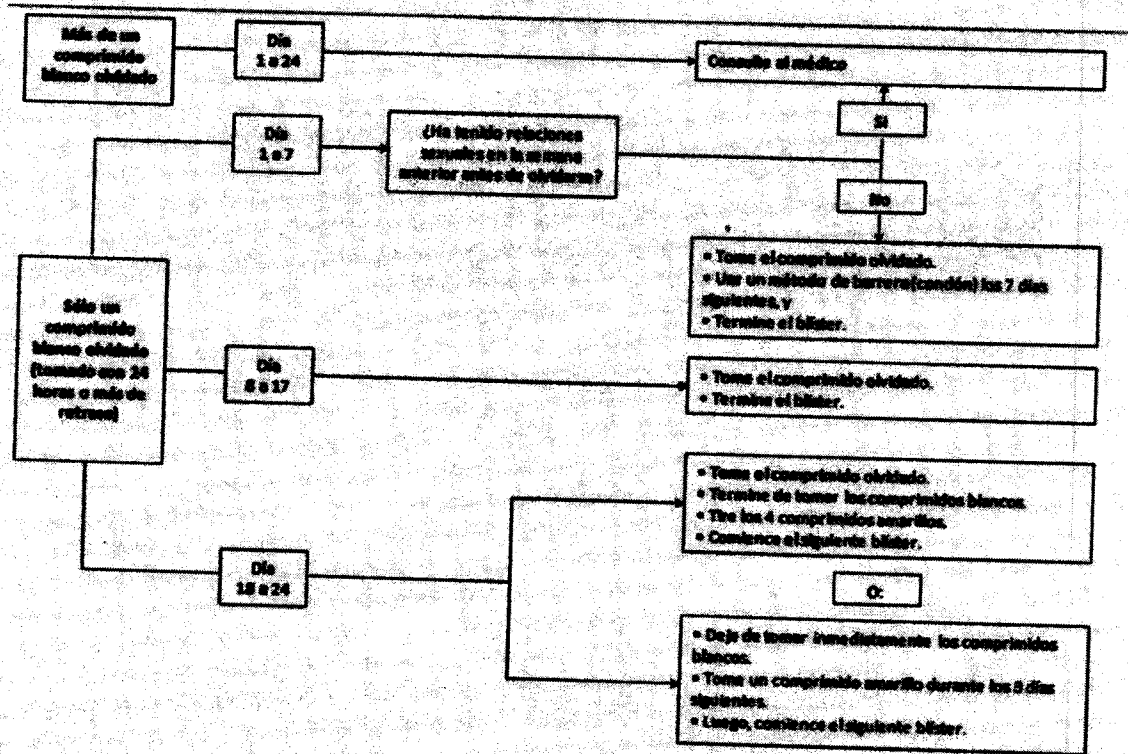 Más de un
comprimido
blanco olvidado
Día
1 a 24
Consulte al médico
Día
1 a 7
¿Ha tenido relaciones
sexuales en la semana
anterior antes de olvidarse?
Si
No
• Tome el comprimido olvidado.
• Usar un método de barrera (condón) los 7 días
siguientes, y
• Termine el blíster.
Sólo un
comprimido
blanco olvidado
(tomado con 24
horas o más de
retraso)
Día
8 a 17
• Tome el comprimido olvidado.
• Termine el blíster.
Día
18 a 24
• Tome el comprimido olvidado.
• Termine de tomar los comprimidos blancos.
• Tire los 4 comprimidos amarillos.
• Comience el siguiente blíster.
O:
• Deje de tomar inmediatamente los comprimidos
blancos.
• Tome un comprimido amarillo durante los días
siguientes.
• Luego, comience el siguiente blíster.